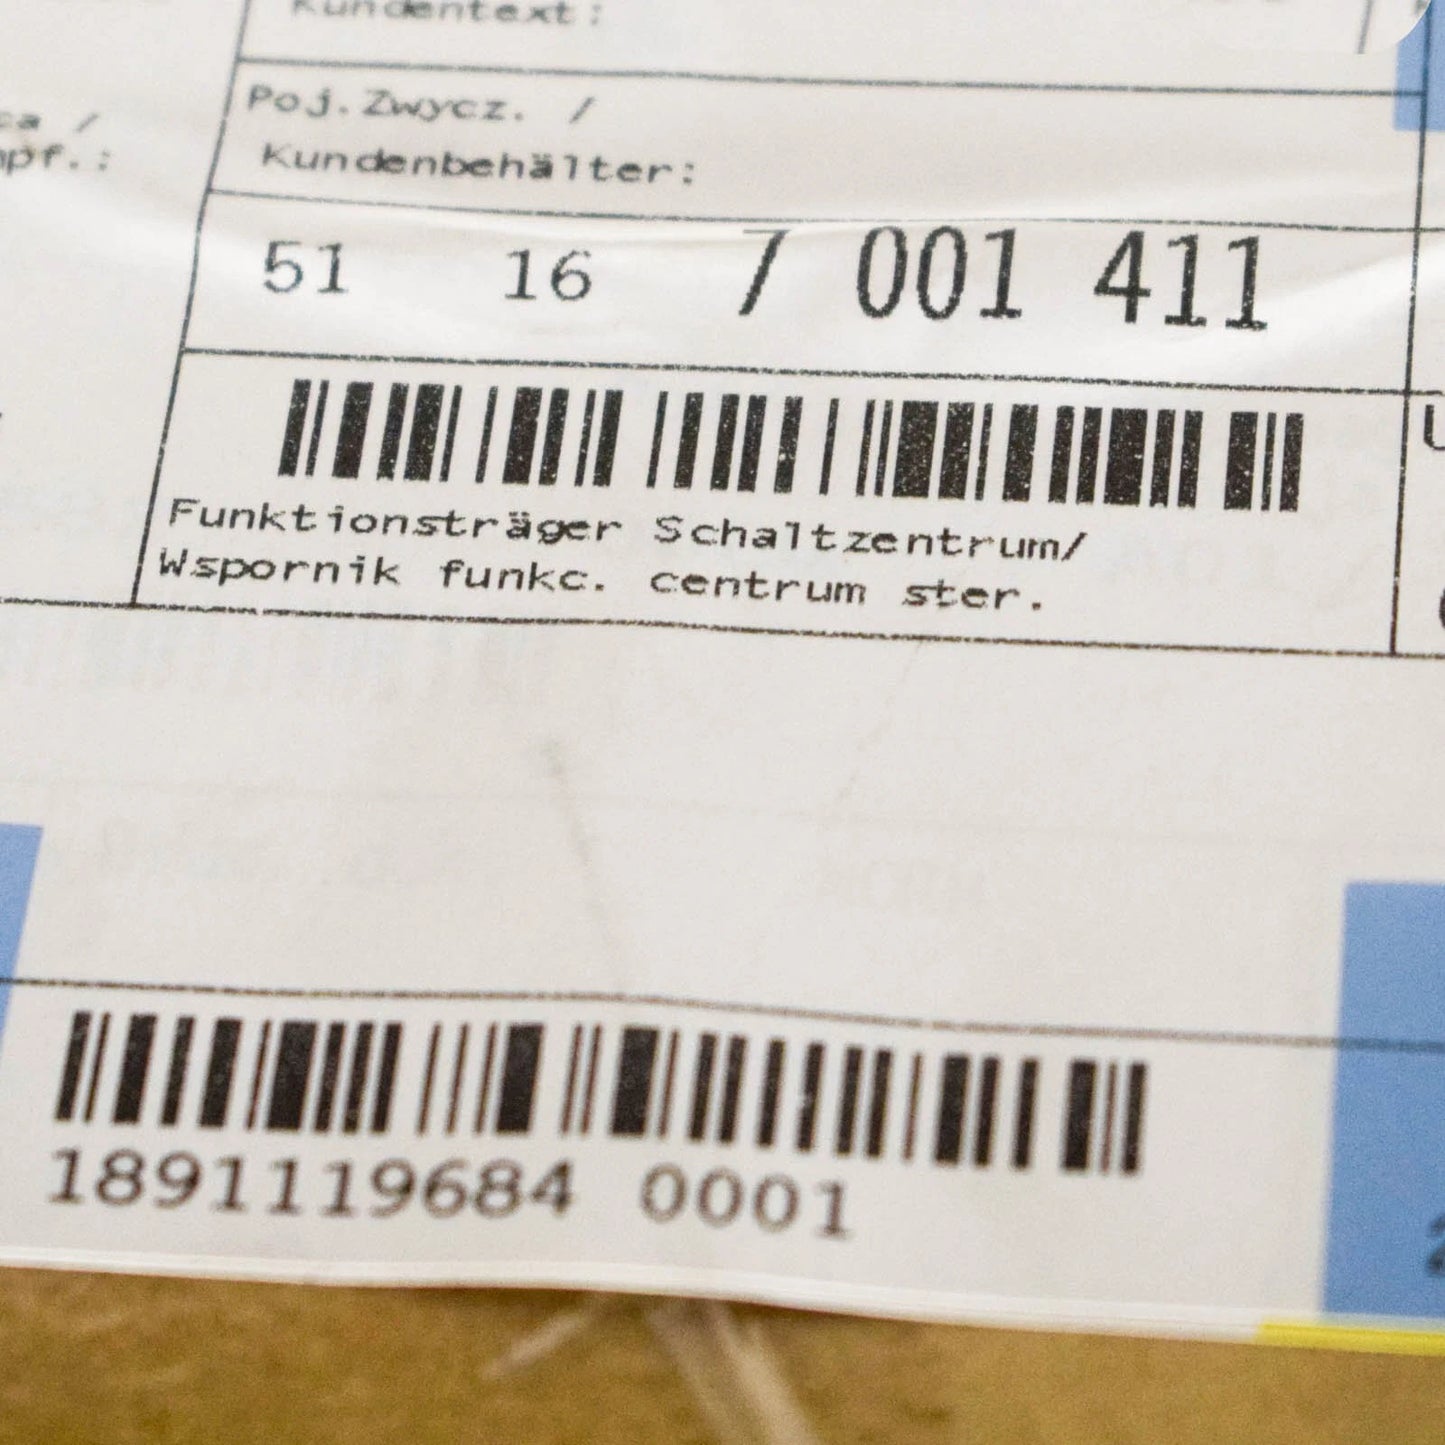 Kundentext:
Poj.Zwycz. /
Kundenbehälter:
51 16 7 001 411
Funktionsträger Schaltzentrum/
Wspornik funkc. centrum ster.
1891119684 0001